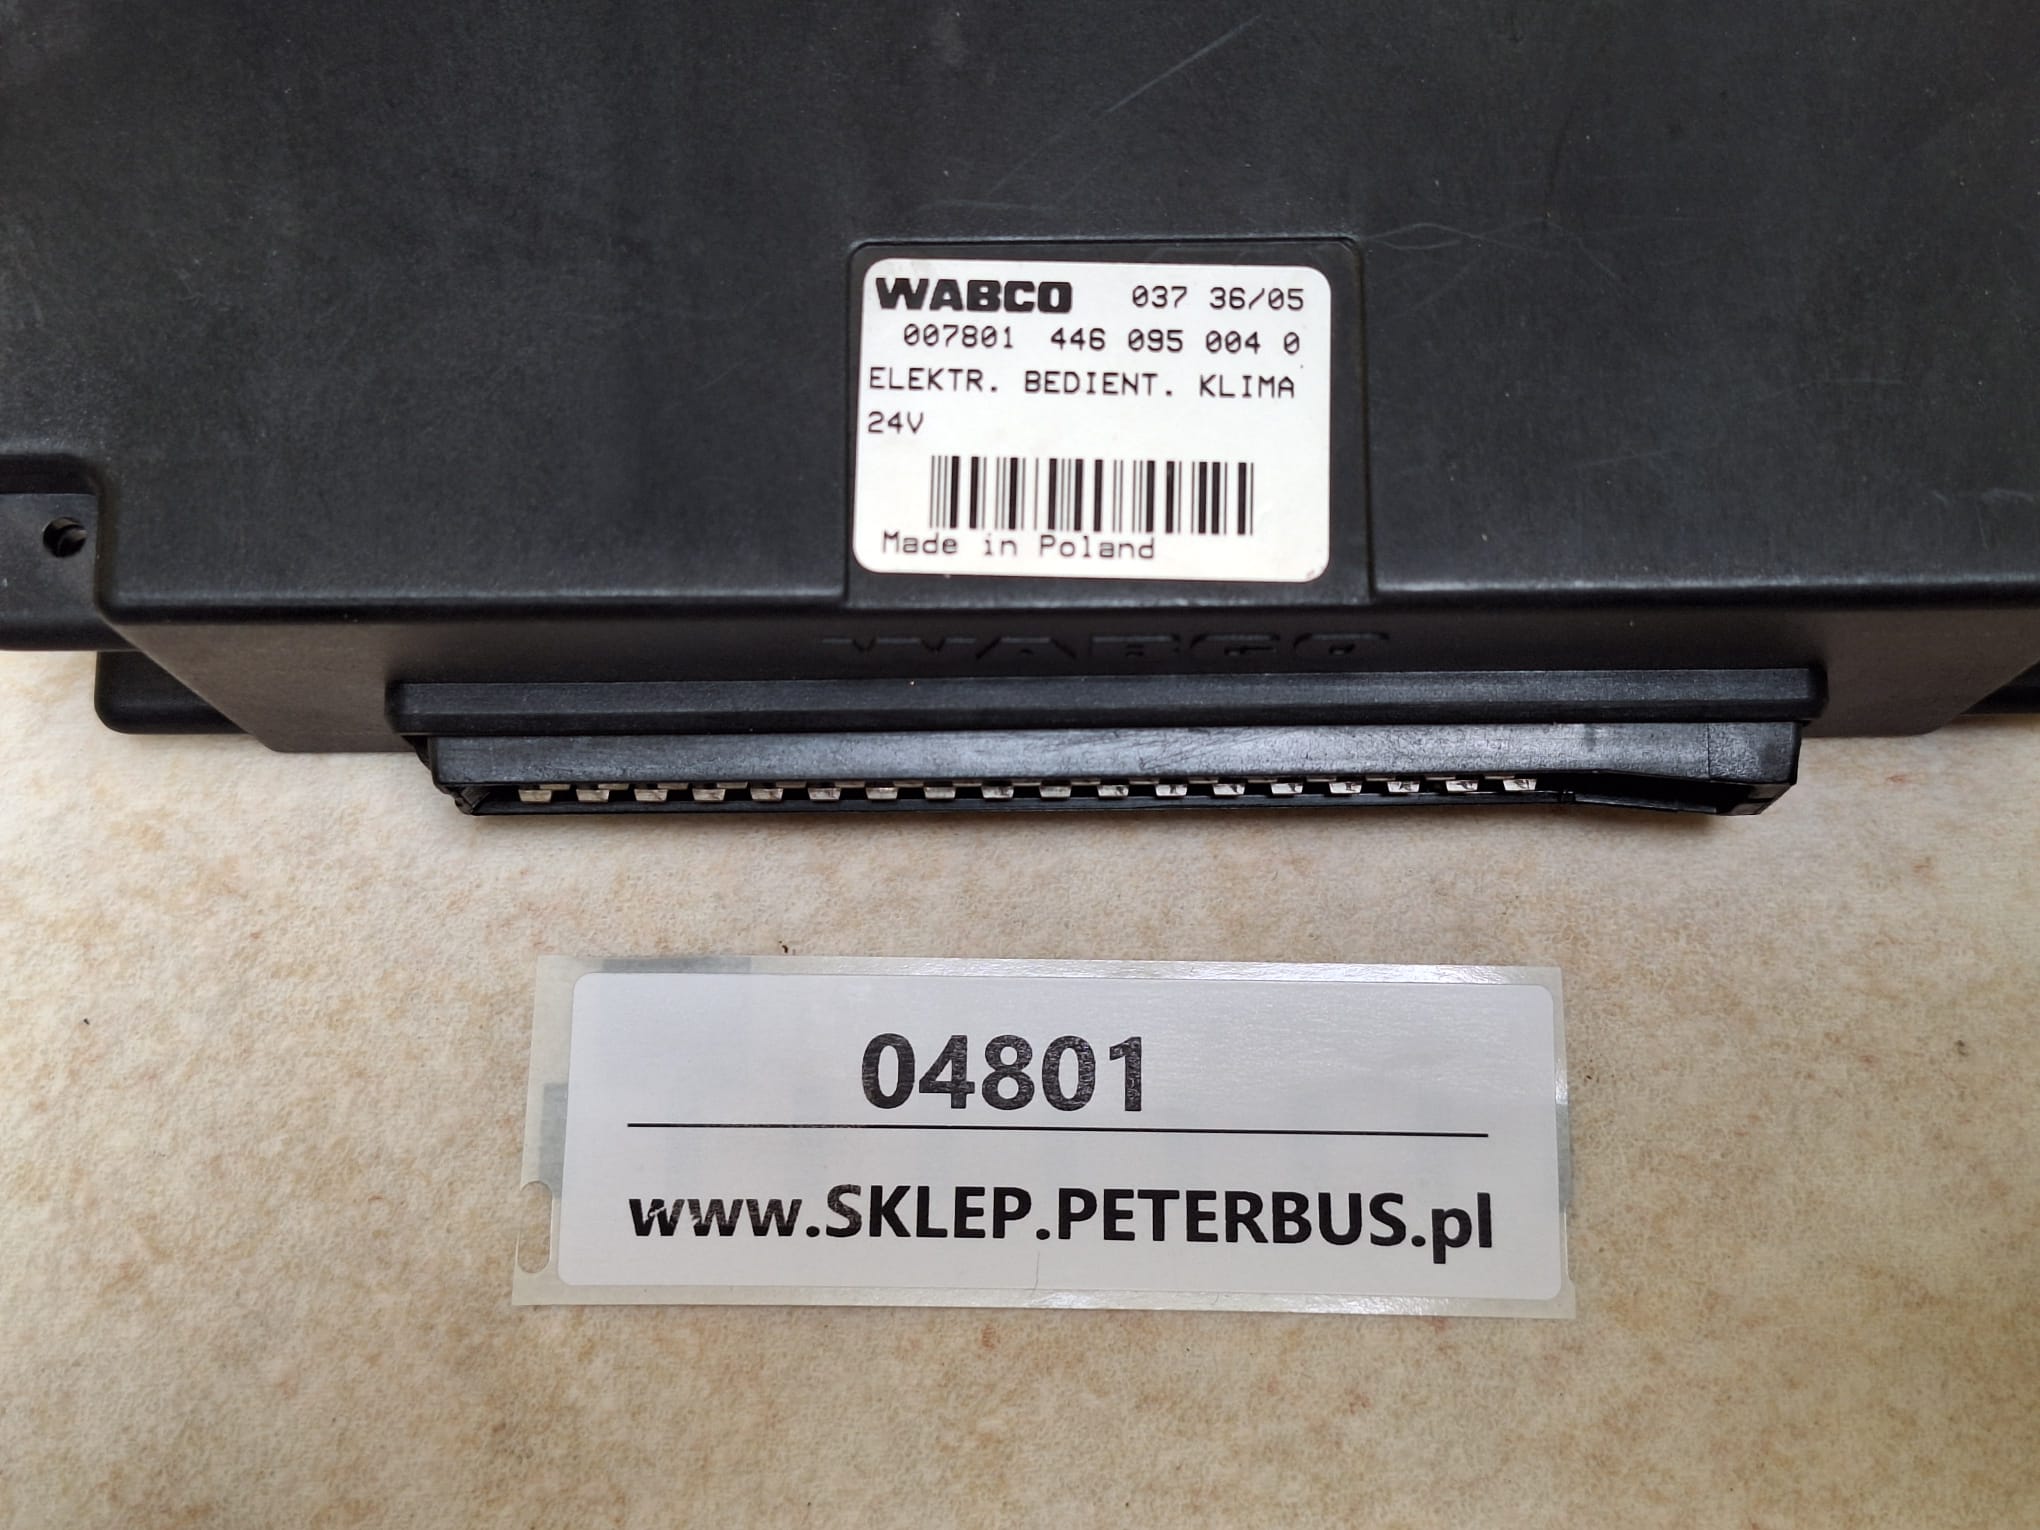 WABCO 037 36/05
007801 446 095 004 0
ELEKTR. BEDIENT. KLIMA
24V
Made in Poland
WABCO
04801
www.SKLEP.PETERBUS.pl